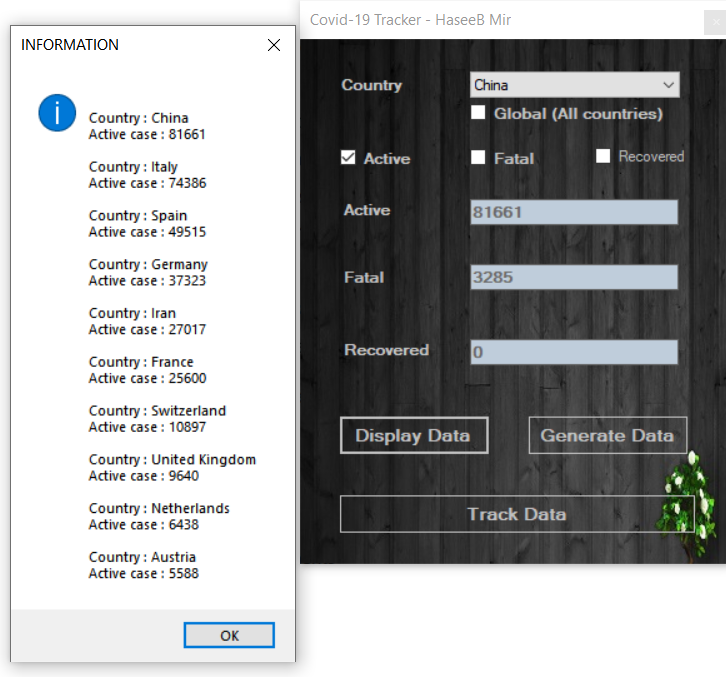 INFORMATION
Country : China
Active case : 81661
Country : Italy
Active case : 74386
Country : Spain
Active case : 49515
Country : Germany
Active case : 37323
Country : Iran
Active case : 27017
Country : France
Active case : 25600
Country : Switzerland
Active case : 10897
Country : United Kingdom
Active case : 9640
Country : Netherlands
Active case : 6438
Country : Austria
Active case : 5588
OK
Covid-19 Tracker - HaseeB Mir
Country China
Global (All countries)
Active Fatal Recovered
Active 81661
Fatal 3285
Recovered 0
Display Data Generate Data
Track Data